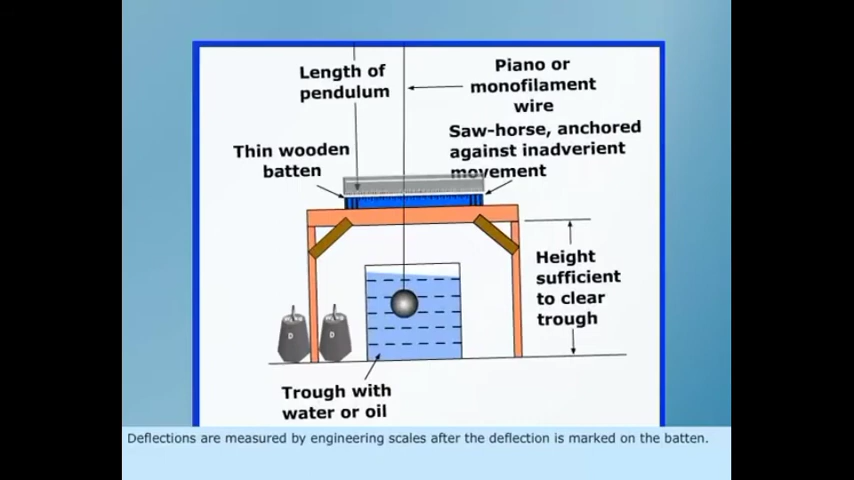 Length of
pendulum
Piano or
monofilament
wire
Saw-horse, anchored
against inadverient
movement
Thin wooden
batten
Height
sufficient
to clear
trough
D
D
Trough with
water or oil
Deflections are measured by engineering scales after the deflection is marked on the batten.